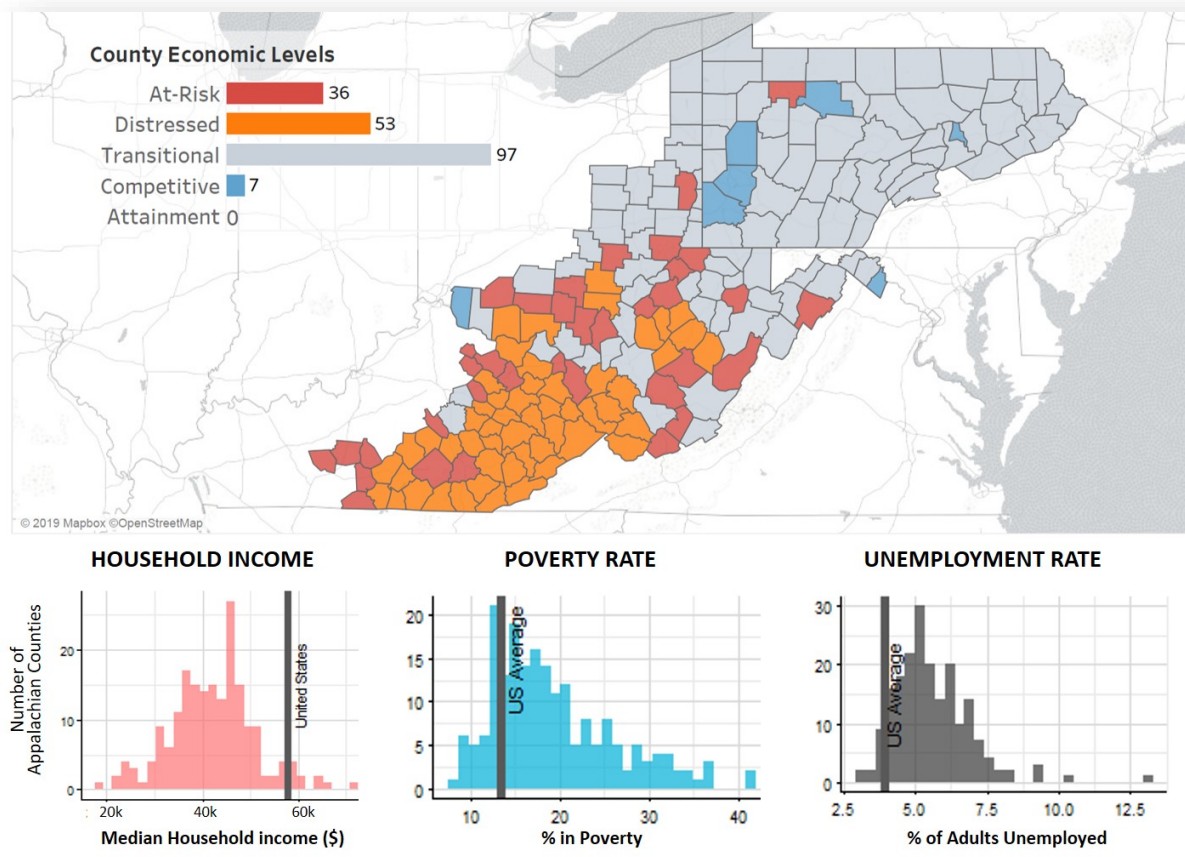 County Economic Levels
At-Risk 36
Distressed 53
Transitional 97
Competitive 7
Attainment 0
© 2019 Mapbox ©OpenStreetMap
HOUSEHOLD INCOME
Number of
Appalachian Counties
20
10
0
United States
20k 40k 60k
Median Household income ($)
POVERTY RATE
20
15
10
5
0
US Average
10 20 30 40
% in Poverty
UNEMPLOYMENT RATE
30
20
10
0
US Average
2.5 5.0 7.5 10.0 12.5
% of Adults Unemployed